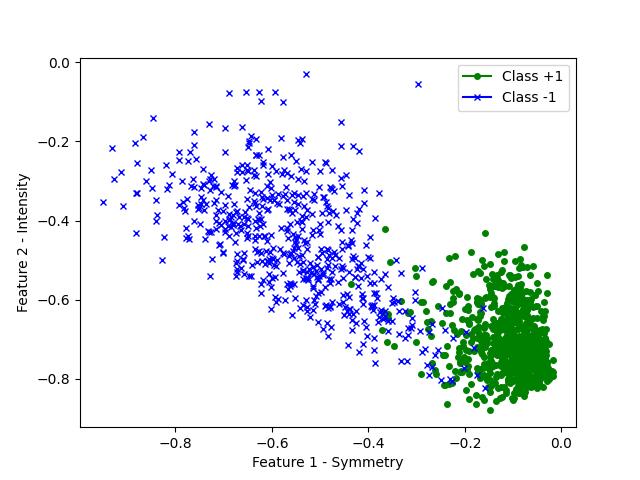 Class +1
Class -1
0.0
−0.2
−0.4
−0.6
−0.8
Feature 2 - Intensity
−0.8 −0.6 −0.4 −0.2 0.0
Feature 1 - Symmetry